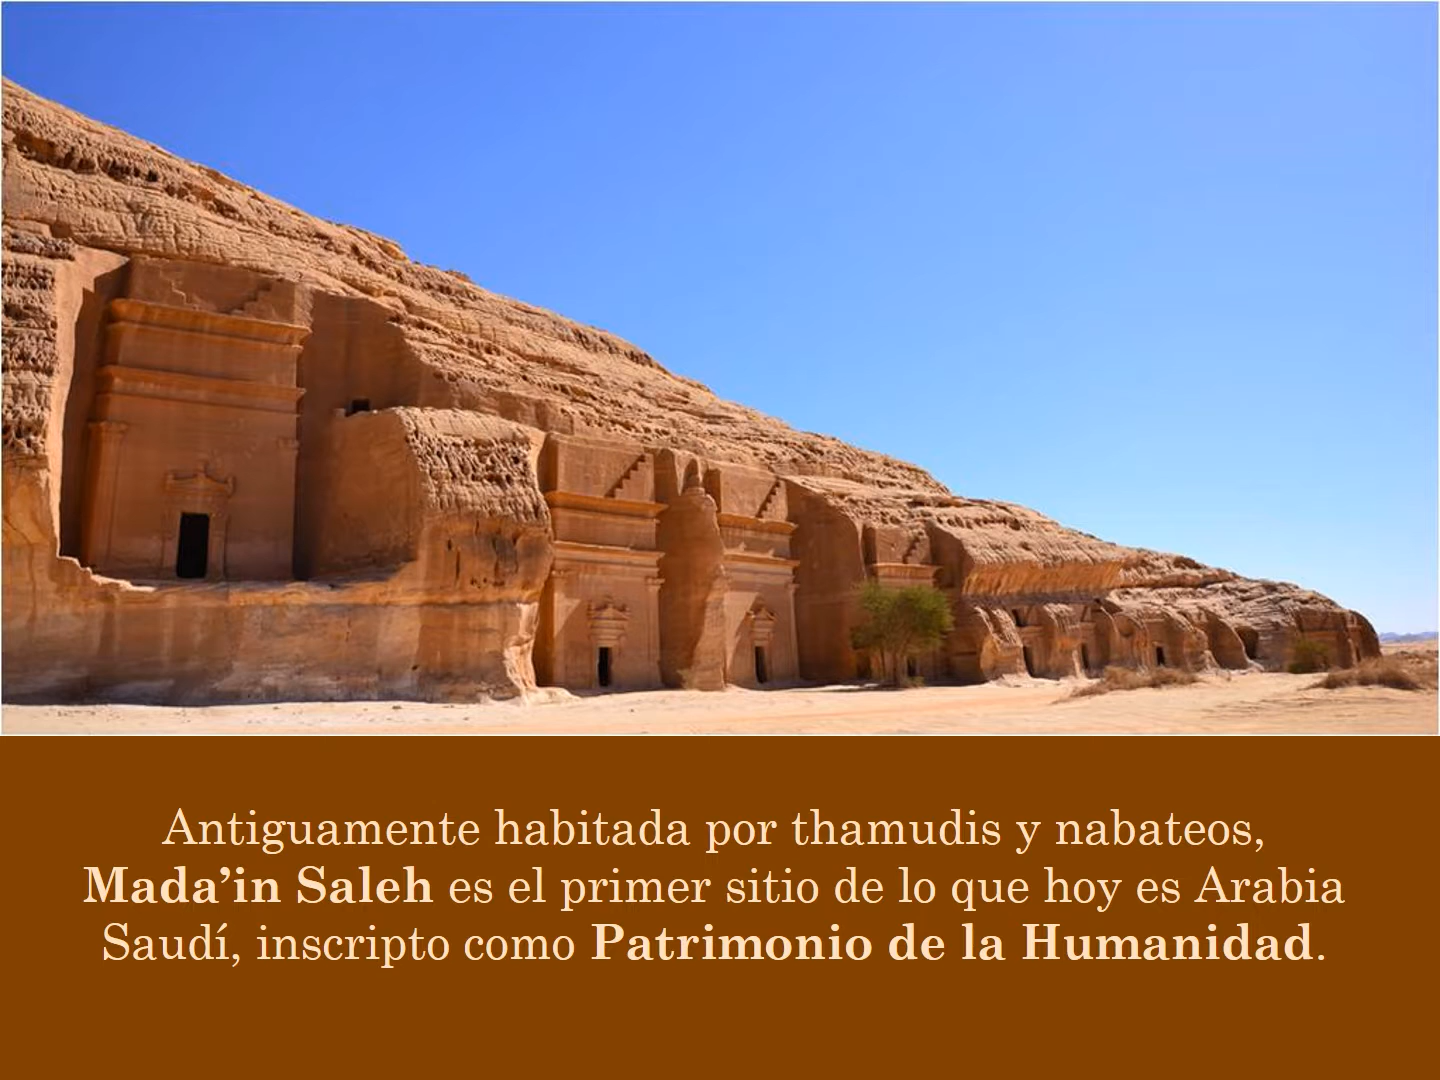 Antiguamente habitada por thamudis y nabateos,
Mada’in Saleh es el primer sitio de lo que hoy es Arabia
Saudí, inscripto como Patrimonio de la Humanidad.